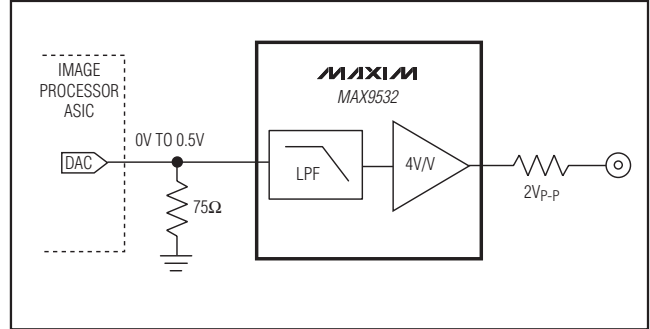 IMAGE
PROCESSOR
ASIC
DAC
0V TO 0.5V
75Ω
MAXIM
MAX9532
LPF
4V/V
2VP-P